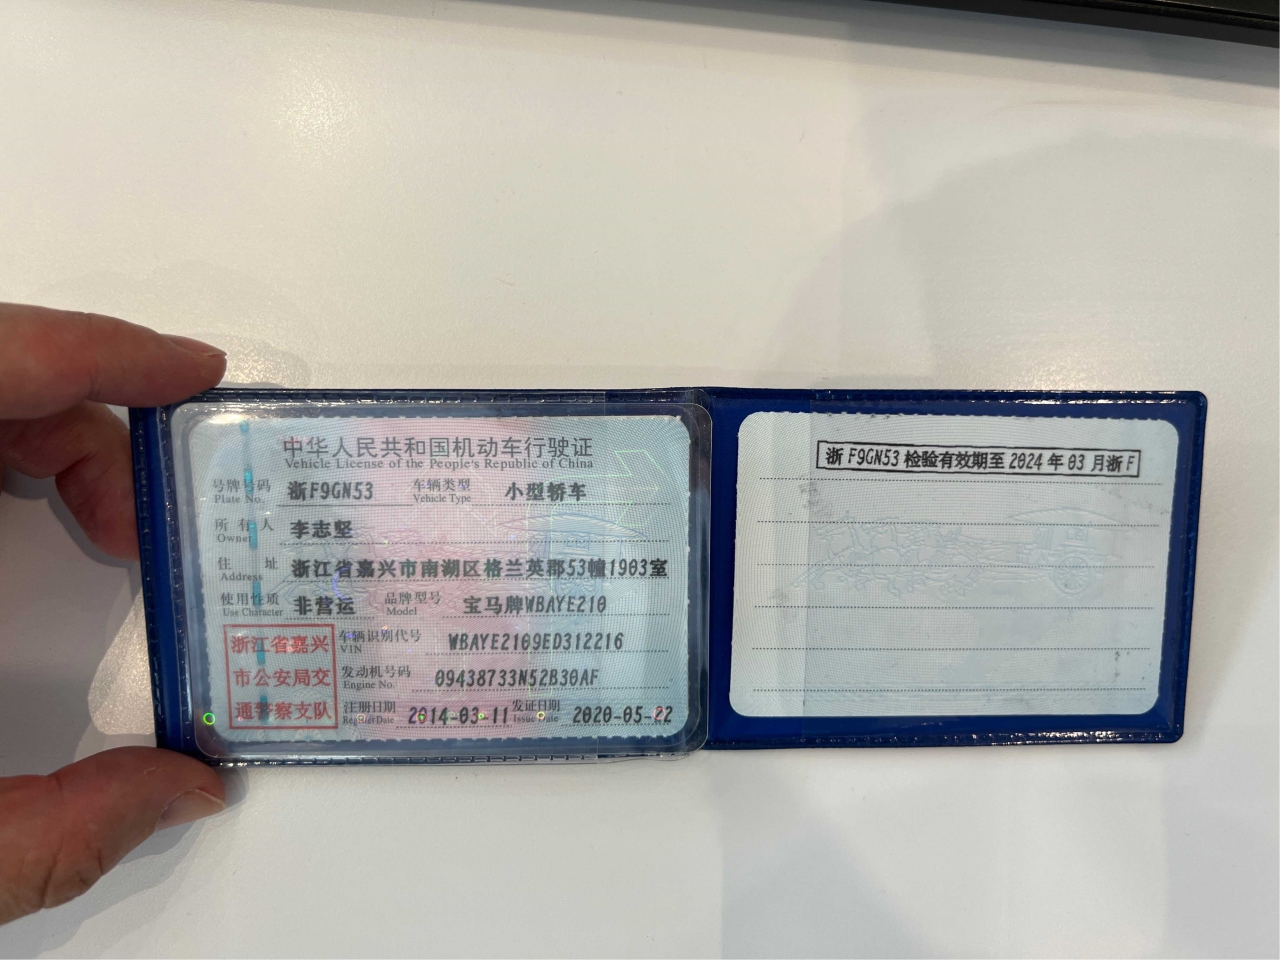 中华人民共和国机动车行驶证
Vehicle License of the People's Republic of China
号牌号码 浙F9GN53 车辆类型 小型轿车
Plate No. Vehicle Type
所有人 李志坚
Owner
住址 浙江省嘉兴市南湖区格兰英郡53幢1903室
Address
使用性质 非营运 品牌型号 宝马牌WBAYE210
Use Character Model
浙江省嘉兴
市公安局交
通警察支队
车辆识别代号 WBAYE2109ED312216
VIN
发动机号码 09438733N52B30AF
Engine No.
注册日期 2014-03-11 发证日期 2020-05-22
Register Date Issue Date
浙F9GN53检验有效期至2024年03月浙F